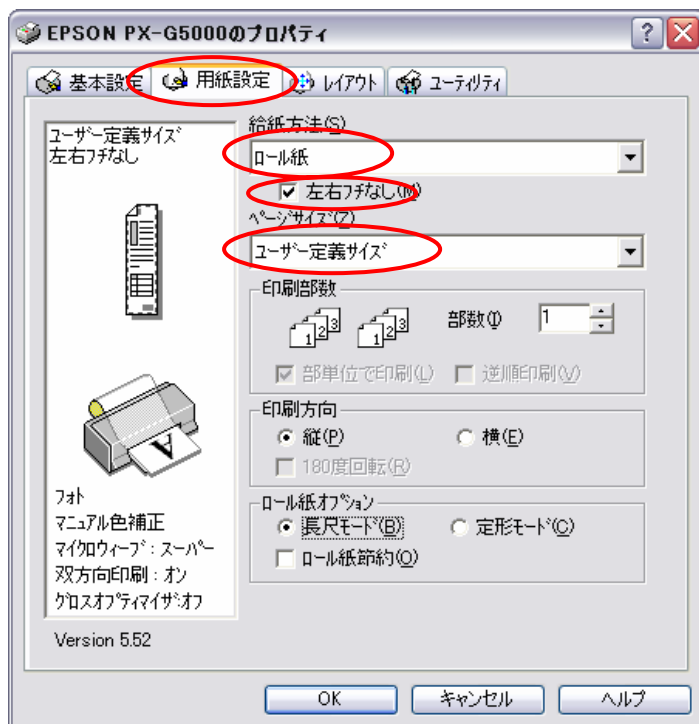 EPSON PX-G5000のプロパティ
基本設定 用紙設定 レイアウト ユーティリティ
ユーザー定義サイズ
左右フチなし
給紙方法(S)
ロール紙
左右フチなし(M)
ページサイズ(Z)
ユーザー定義サイズ
印刷部数
1 2 3 1 2 3
部数(I) 1
部単位で印刷(L) 逆順印刷(V)
印刷方向
縦(P) 横(E)
180度回転(R)
ロール紙オプション
長尺モード(B) 定形モード(C)
ロール紙節約(O)
A
フォト
マニュアル色補正
マイクロウィーブ：スーパー
双方向印刷：オン
グロスオプティマイザ：オフ
Version 5.52
OK キャンセル ヘルプ